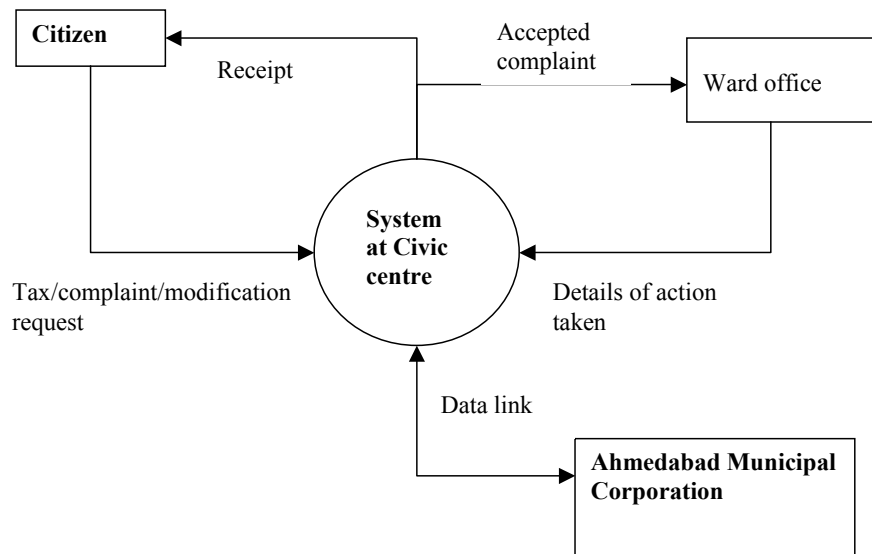 Citizen
Receipt
Accepted
complaint
Ward office
System
at Civic
centre
Tax/complaint/modification
request
Details of action
taken
Data link
Ahmedabad Municipal
Corporation